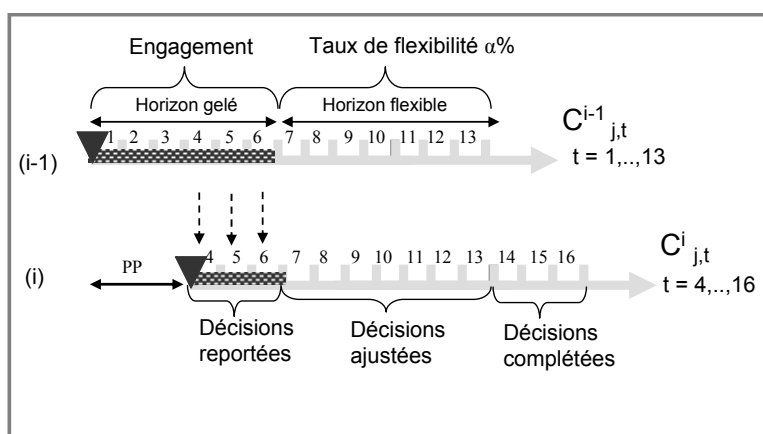 Engagement
Taux de flexibilité α%
Horizon gelé
Horizon flexible
1 2 3 4 5 6 7 8 9 10 11 12 13
C i-1 j,t
t = 1,..,13
(i-1)
PP
4 5 6 7 8 9 10 11 12 13 14 15 16
C i j,t
t = 4,..,16
(i)
Décisions
reportées
Décisions
ajustées
Décisions
complétées